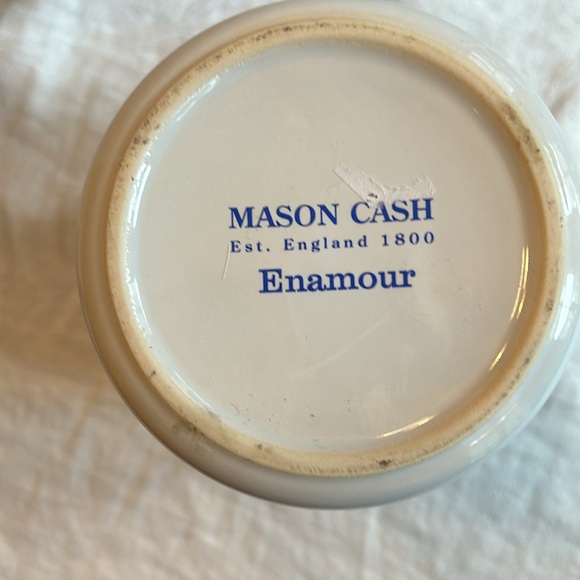 MASON CASH
Est. England 1800
Enamour